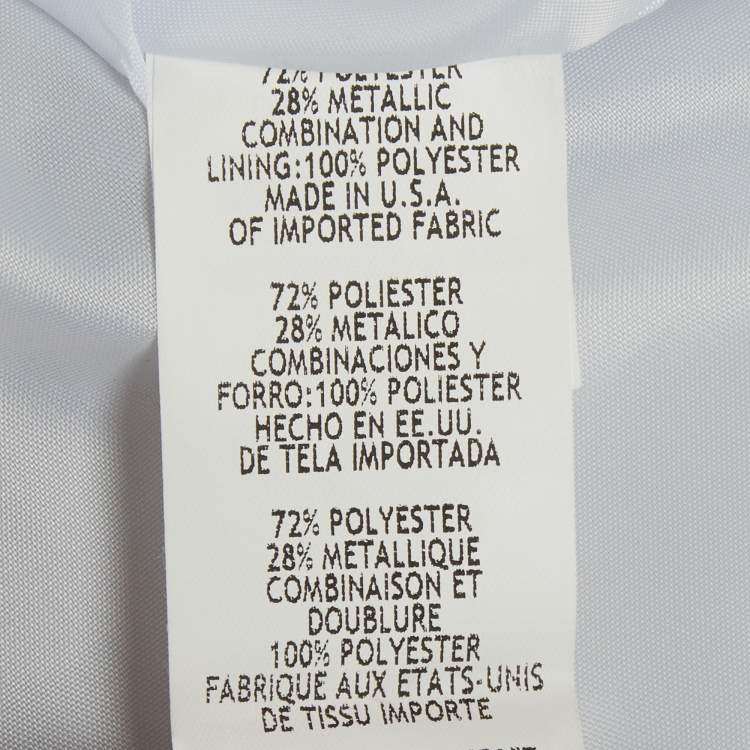 72% POLYESTER
28% METALLIC
COMBINATION AND
LINING:100% POLYESTER
MADE IN U.S.A.
OF IMPORTED FABRIC
72% POLIESTER
28% METALICO
COMBINACIONES Y
FORRO:100% POLIESTER
HECHO EN EE.UU.
DE TELA IMPORTADA
72% POLYESTER
28% METALLIQUE
COMBINAISON ET
DOUBLURE
100% POLYESTER
FABRIQUE AUX ETATS-UNIS
DE TISSU IMPORTE